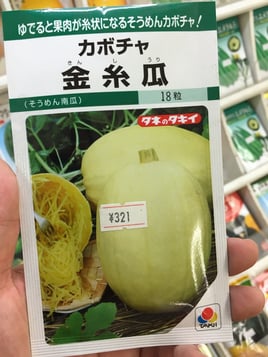 ゆでると果肉が糸状になるそうめんカボチャ!
カボチャ
きん し うり
金糸瓜
(そうめん南瓜)
18粒
タネのタキイ
¥321
TAKII